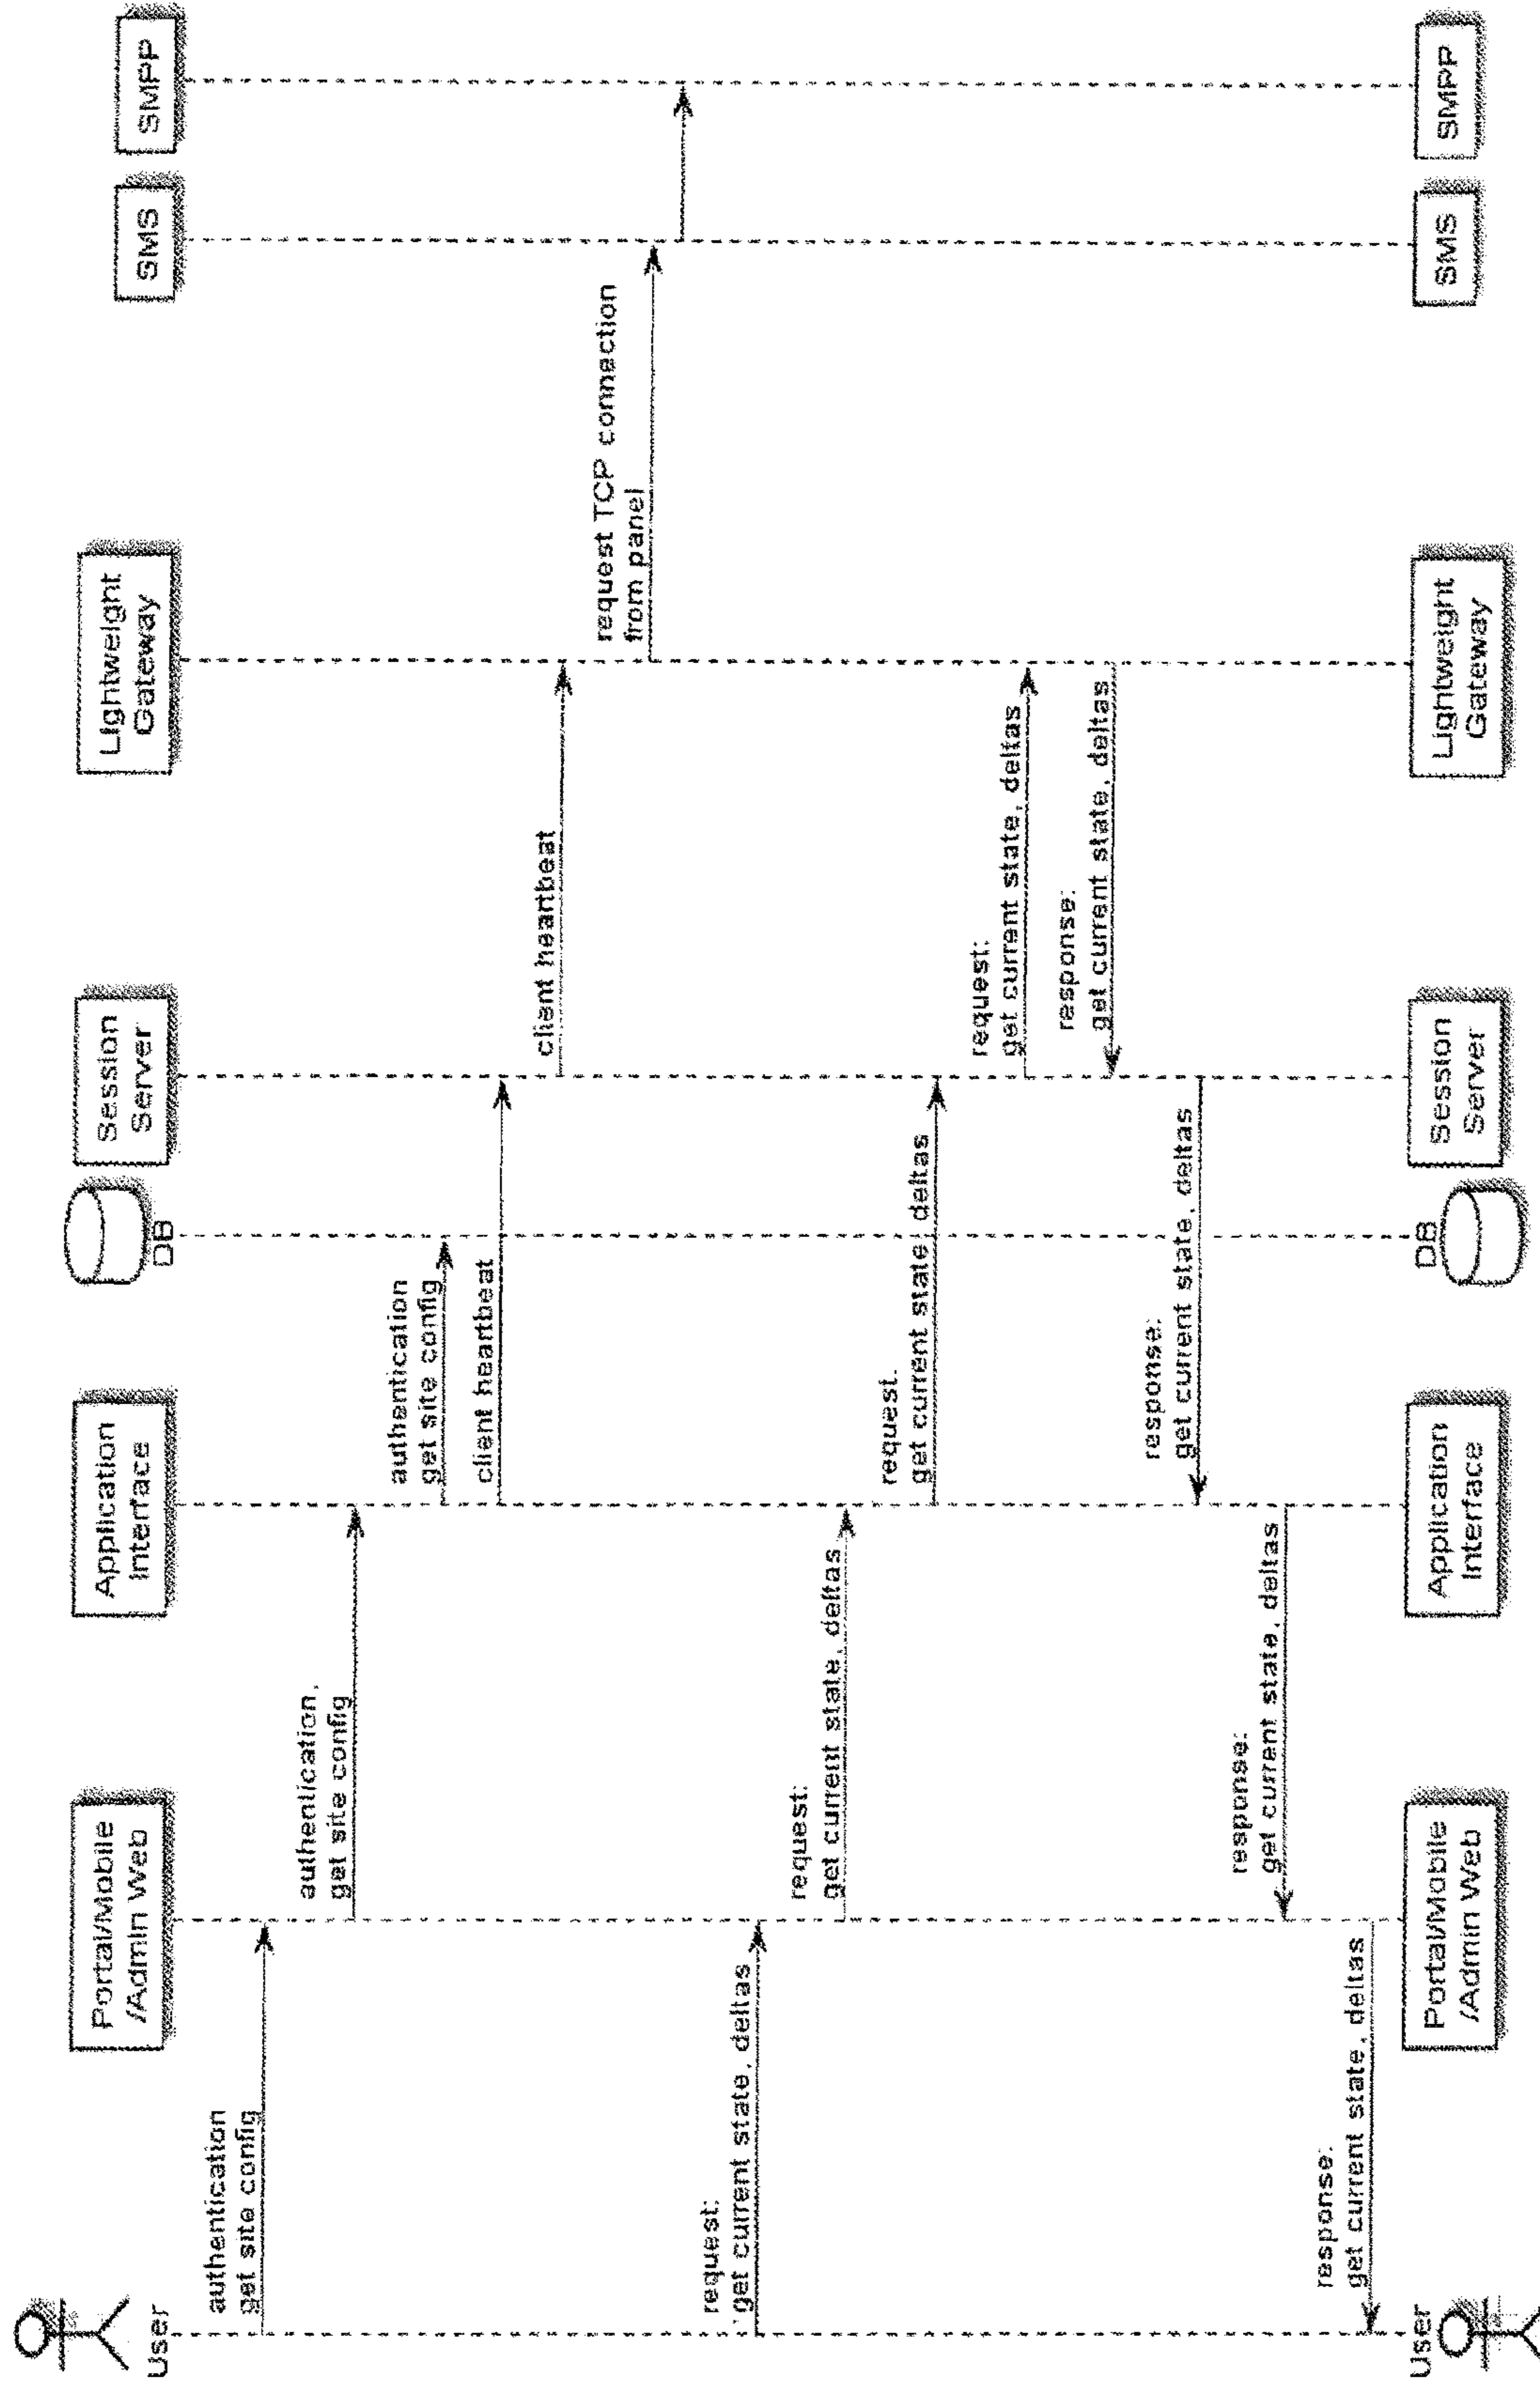 User
Portal/Mobile
/Admin Web
Application
Interface
DB
Session
Server
Lightweight
Gateway
SMS
SMPP
authentication
get site config
authentication,
get site config
authentication
get site config
client heartbeat
client heartbeat
request TCP connection
from panel
request:
get current state, deltas
request:
get current state, deltas
request.
get current state, deltas
request:
get current state, deltas
response:
get current state, deltas
response:
get current state, deltas
response:
get current state, deltas
response:
get current state, deltas
User
Portal/Mobile
/Admin Web
Application
Interface
DB
Session
Server
Lightweight
Gateway
SMS
SMPP